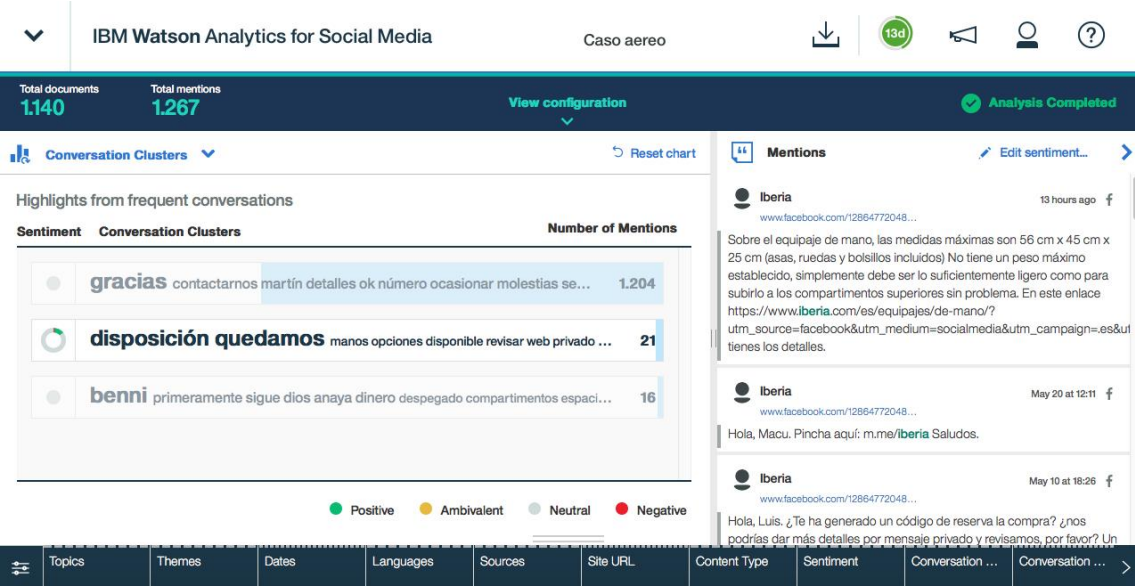 IBM Watson Analytics for Social Media
Caso aereo
13d
Total documents
1.140
Total mentions
1.267
View configuration
Analysis Completed
Conversation Clusters
Reset chart
Highlights from frequent conversations
Sentiment Conversation Clusters Number of Mentions
gracias contactarnos martín detalles ok número ocasionar molestias se... 1.204
disposición quedamos manos opciones disponible revisar web privado ... 21
benni primeramente sigue dios anaya dinero despegado compartimentos espaci... 16
Positive Ambivalent Neutral Negative
Mentions
Edit sentiment...
Iberia 13 hours ago
www.facebook.com/12864772048...
Sobre el equipaje de mano, las medidas máximas son 56 cm x 45 cm x
25 cm (asas, ruedas y bolsillos incluidos) No tiene un peso máximo
establecido, simplemente debe ser lo suficientemente ligero como para
subirlo a los compartimentos superiores sin problema. En este enlace
https://www.iberia.com/es/equipajes/de-mano/?
utm_source=facebook&utm_medium=socialmedia&utm_campaign=.es&ut
tienes los detalles.
Iberia May 20 at 12:11
www.facebook.com/12864772048...
Hola, Macu. Pincha aquí: m.me/iberia Saludos.
Iberia May 10 at 18:26
www.facebook.com/12864772048...
Hola, Luis. ¿Te ha generado un código de reserva la compra? ¿nos
podrías dar más detalles por mensaje privado y revisamos, por favor? Un
Topics Themes Dates Languages Sources Site URL Content Type Sentiment Conversation ... Conversation ...